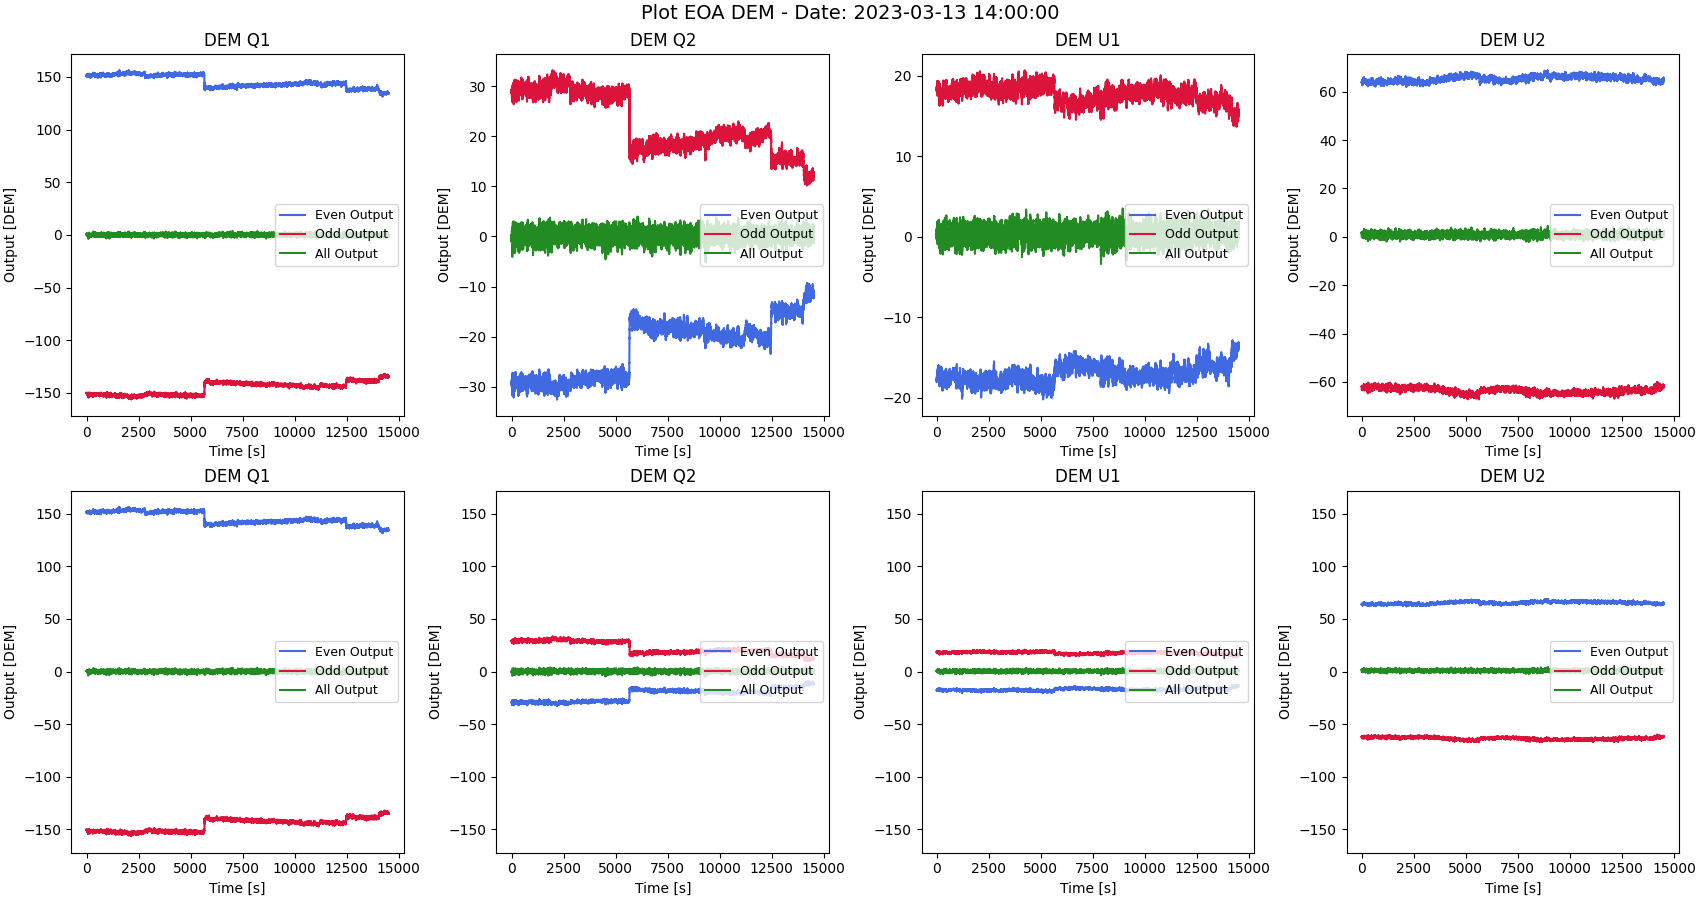 Plot EOA DEM - Date: 2023-03-13 14:00:00
DEM Q1
Output [DEM]
150
100
50
0
−50
−100
−150
0 2500 5000 7500 10000 12500 15000
Time [s]
Even Output
Odd Output
All Output
DEM Q2
Output [DEM]
30
20
10
0
−10
−20
−30
0 2500 5000 7500 10000 12500 15000
Time [s]
Even Output
Odd Output
All Output
DEM U1
Output [DEM]
20
10
0
−10
−20
0 2500 5000 7500 10000 12500 15000
Time [s]
Even Output
Odd Output
All Output
DEM U2
Output [DEM]
60
40
20
0
−20
−40
−60
0 2500 5000 7500 10000 12500 15000
Time [s]
Even Output
Odd Output
All Output
DEM Q1
Output [DEM]
150
100
50
0
−50
−100
−150
0 2500 5000 7500 10000 12500 15000
Time [s]
Even Output
Odd Output
All Output
DEM Q2
Output [DEM]
150
100
50
0
−50
−100
−150
0 2500 5000 7500 10000 12500 15000
Time [s]
Even Output
Odd Output
All Output
DEM U1
Output [DEM]
150
100
50
0
−50
−100
−150
0 2500 5000 7500 10000 12500 15000
Time [s]
Even Output
Odd Output
All Output
DEM U2
Output [DEM]
150
100
50
0
−50
−100
−150
0 2500 5000 7500 10000 12500 15000
Time [s]
Even Output
Odd Output
All Output